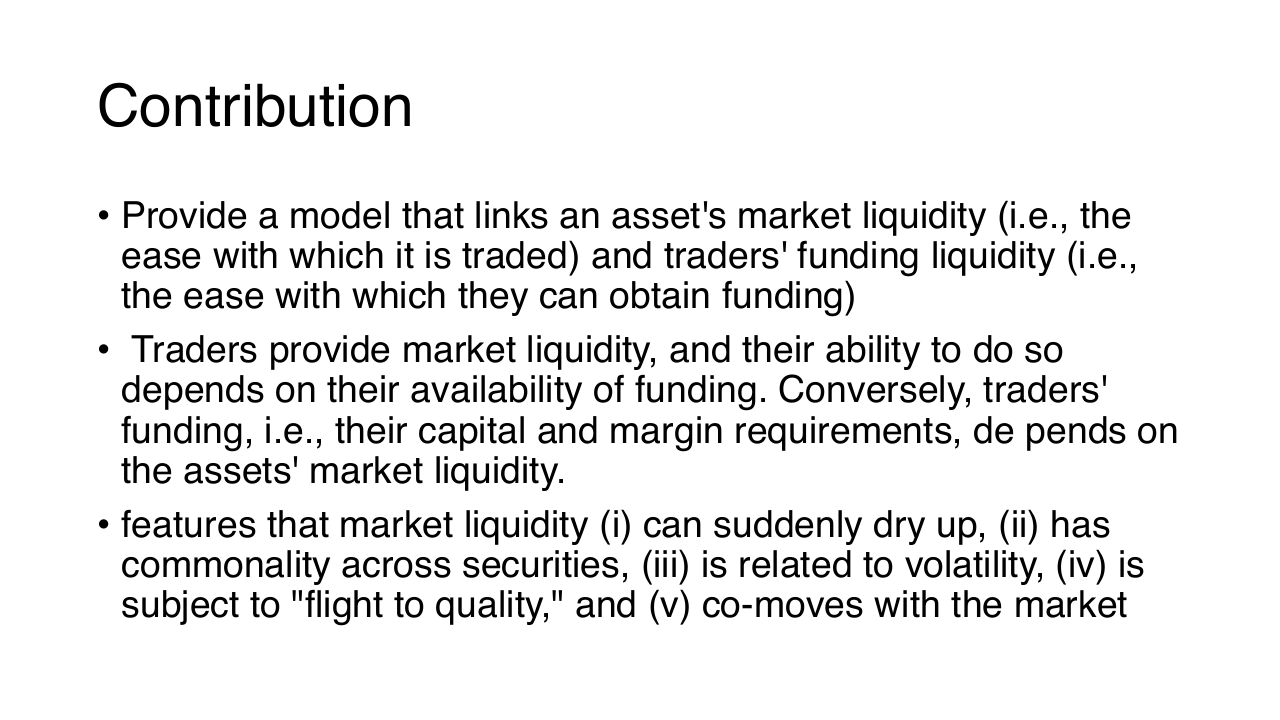 Contribution
• Provide a model that links an asset's market liquidity (i.e., the
ease with which it is traded) and traders' funding liquidity (i.e.,
the ease with which they can obtain funding)
•  Traders provide market liquidity, and their ability to do so
depends on their availability of funding. Conversely, traders'
funding, i.e., their capital and margin requirements, de pends on
the assets' market liquidity.
• features that market liquidity (i) can suddenly dry up, (ii) has
commonality across securities, (iii) is related to volatility, (iv) is
subject to "flight to quality," and (v) co-moves with the market